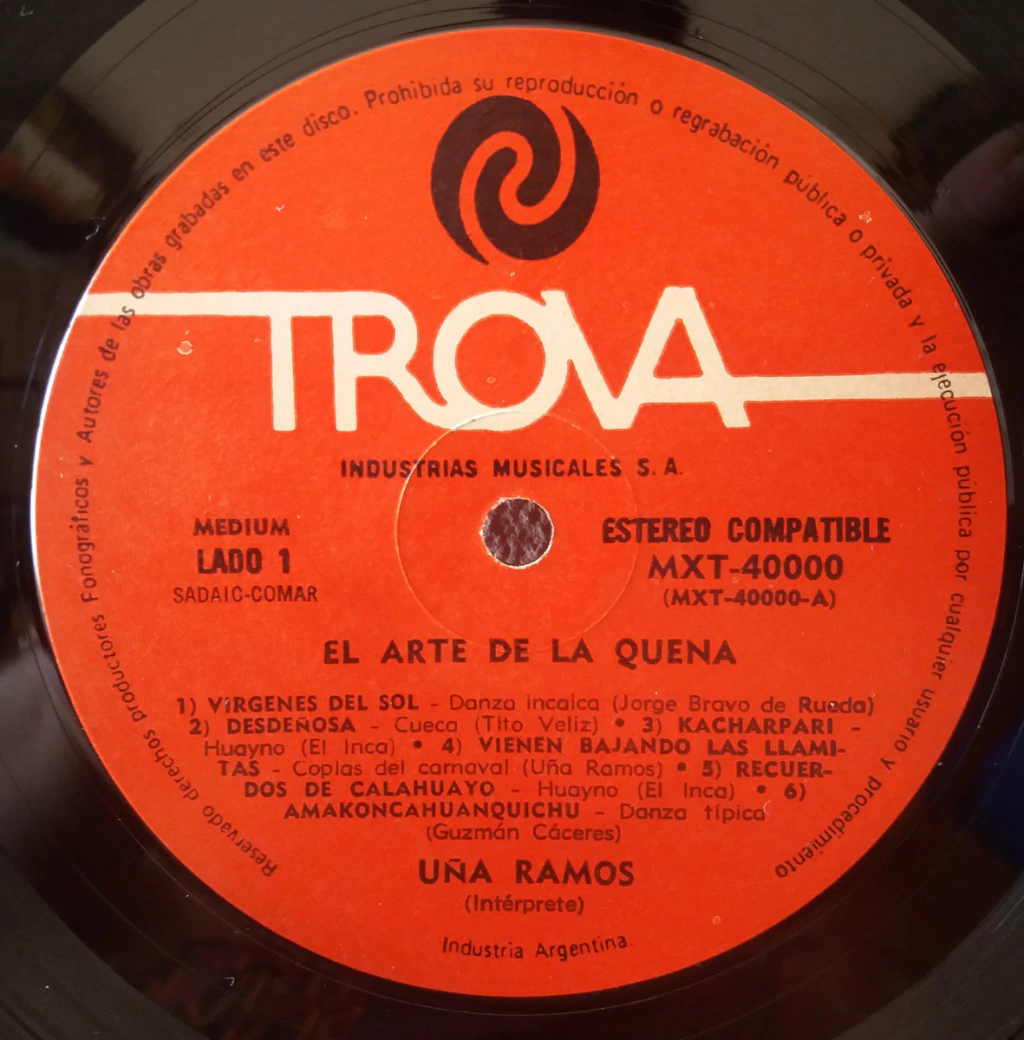 Reservado derechos productores Fonográficos y Autores de las obras grabadas en este disco. Prohibida su reproducción o regrabación pública o privada y la ejecución pública por cualquier usuario y procedimiento
TROVA
INDUSTRIAS MUSICALES S. A.
MEDIUM
LADO 1
SADAIC-COMAR
ESTEREO COMPATIBLE
MXT-40000
(MXT-40000-A)
EL ARTE DE LA QUENA
1) VIRGENES DEL SOL - Danza incaica (Jorge Bravo de Rueda)
2) DESDEÑOSA - Cueca (Tito Veliz) • 3) KACHARPARI -
Huayno (El Inca) • 4) VIENEN BAJANDO LAS LLAMI-
TAS - Coplas del carnaval (Uña Ramos) • 5) RECUER-
DOS DE CALAHUAYO - Huayno (El Inca) • 6)
AMAKONCAHUANQUICHU - Danza típica
(Guzmán Cáceres)
UÑA RAMOS
(Intérprete)
Industria Argentina.